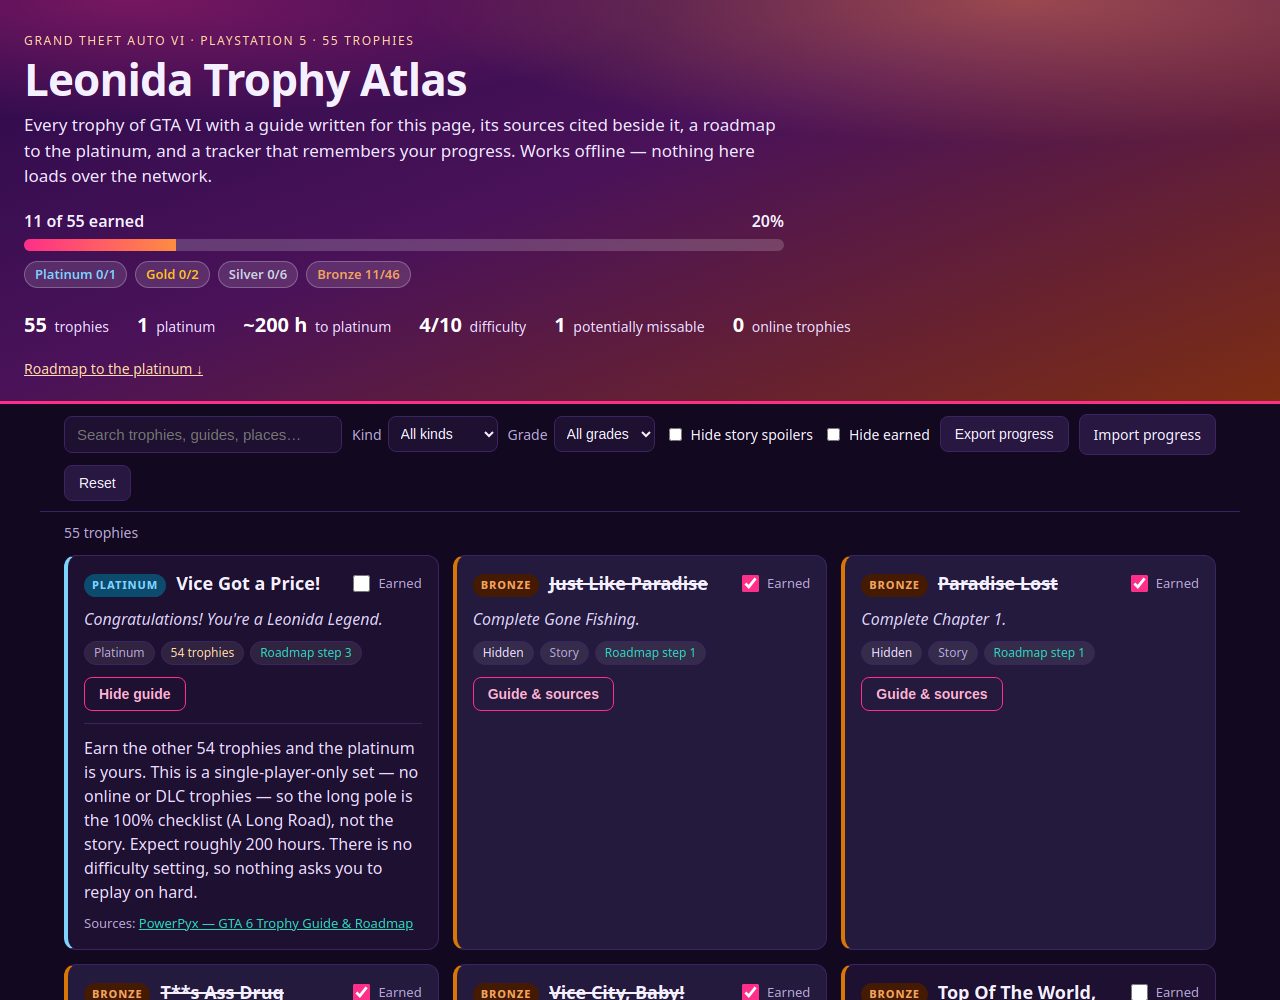 GRAND THEFT AUTO VI · PLAYSTATION 5 · 55 TROPHIES
Leonida Trophy Atlas
Every trophy of GTA VI with a guide written for this page, its sources cited beside it, a roadmap
to the platinum, and a tracker that remembers your progress. Works offline — nothing here
loads over the network.
11 of 55 earned 20%
Platinum 0/1 Gold 0/2 Silver 0/6 Bronze 11/46
55 trophies 1 platinum ~200 h to platinum 4/10 difficulty 1 potentially missable 0 online trophies
Roadmap to the platinum ↓
Search trophies, guides, places… Kind All kinds Grade All grades Hide story spoilers Hide earned Export progress Import progress
Reset
55 trophies
PLATINUM Vice Got a Price! Earned
Congratulations! You're a Leonida Legend.
Platinum 54 trophies Roadmap step 3
Hide guide
Earn the other 54 trophies and the platinum
is yours. This is a single-player-only set — no
online or DLC trophies — so the long pole is
the 100% checklist (A Long Road), not the
story. Expect roughly 200 hours. There is no
difficulty setting, so nothing asks you to
replay on hard.
Sources: PowerPyx — GTA 6 Trophy Guide & Roadmap
BRONZE Just Like Paradise Earned
Complete Gone Fishing.
Hidden Story Roadmap step 1
Guide & sources
BRONZE Paradise Lost Earned
Complete Chapter 1.
Hidden Story Roadmap step 1
Guide & sources
BRONZE T**s Ass Drug Earned
BRONZE Vice City, Baby! Earned
BRONZE Top Of The World, Earned